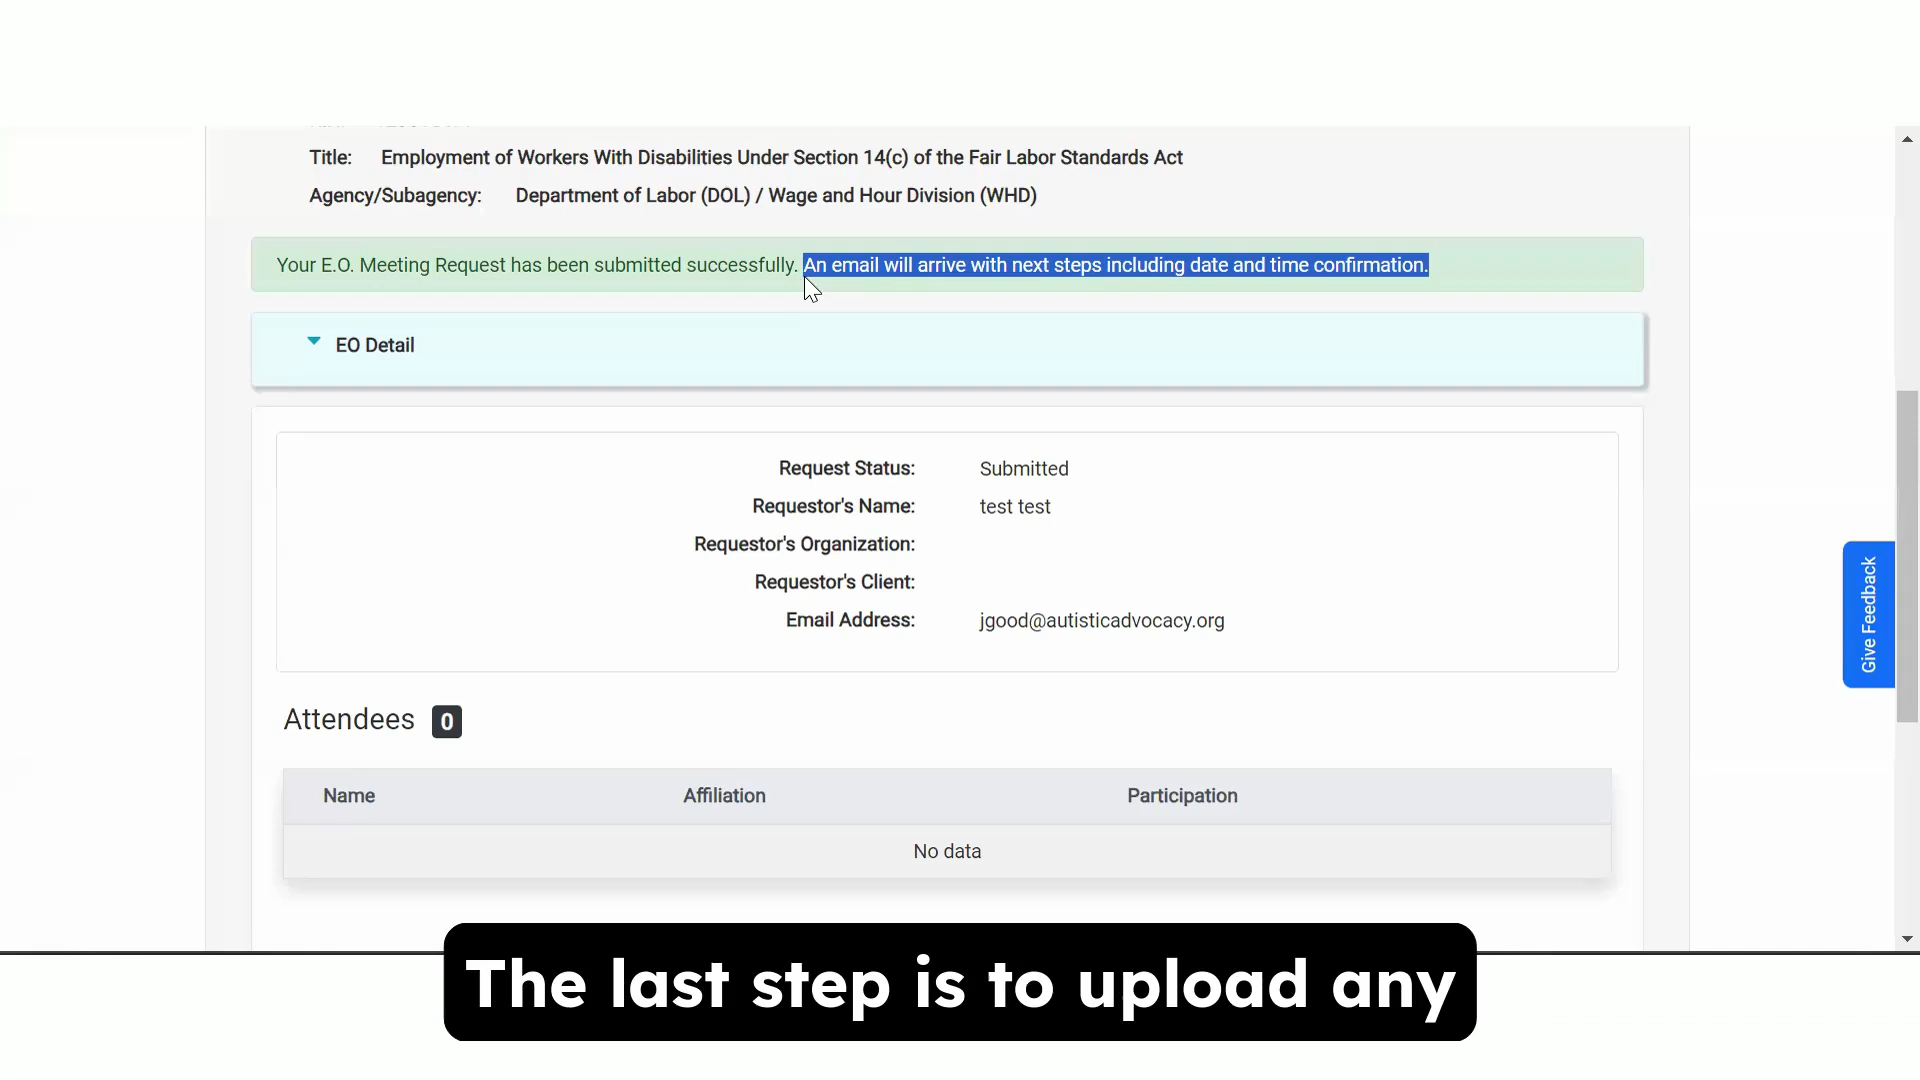 Title: Employment of Workers With Disabilities Under Section 14(c) of the Fair Labor Standards Act
Agency/Subagency: Department of Labor (DOL) / Wage and Hour Division (WHD)
Your E.O. Meeting Request has been submitted successfully. An email will arrive with next steps including date and time confirmation.
EO Detail
Request Status: Submitted
Requestor's Name: test test
Requestor's Organization:
Requestor's Client:
Email Address: jgood@autisticadvocacy.org
Give Feedback
Attendees 0
Name Affiliation Participation
No data
The last step is to upload any